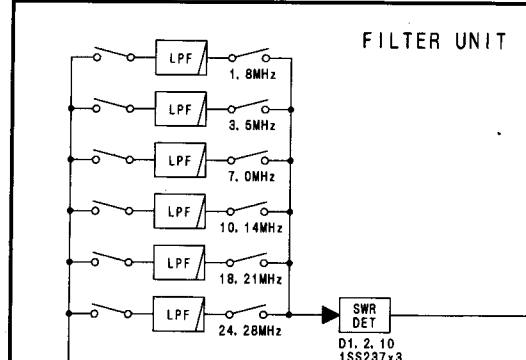 FILTER UNIT
LPF
1.8MHz
LPF
3.5MHz
LPF
7.0MHz
LPF
10.14MHz
LPF
18.21MHz
LPF
24.28MHz
SWR
DET
D1, 2, 10
1SS237x3